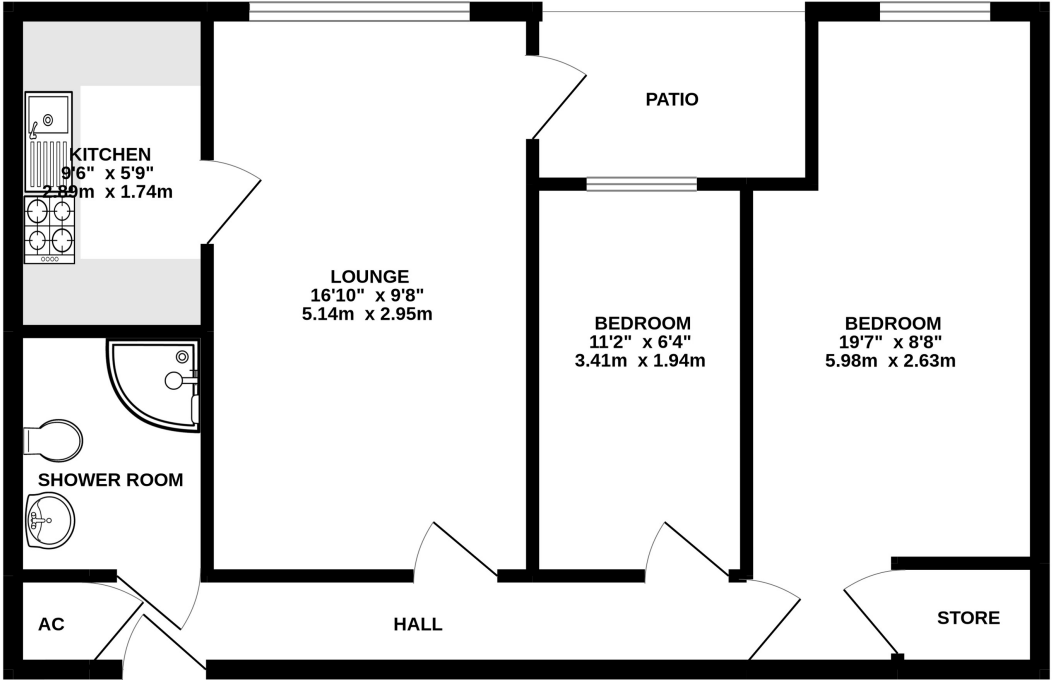 PATIO
KITCHEN
9'6" x 5'9"
2.89m x 1.74m
LOUNGE
16'10" x 9'8"
5.14m x 2.95m
BEDROOM
11'2" x 6'4"
3.41m x 1.94m
BEDROOM
19'7" x 8'8"
5.98m x 2.63m
SHOWER ROOM
AC
HALL
STORE